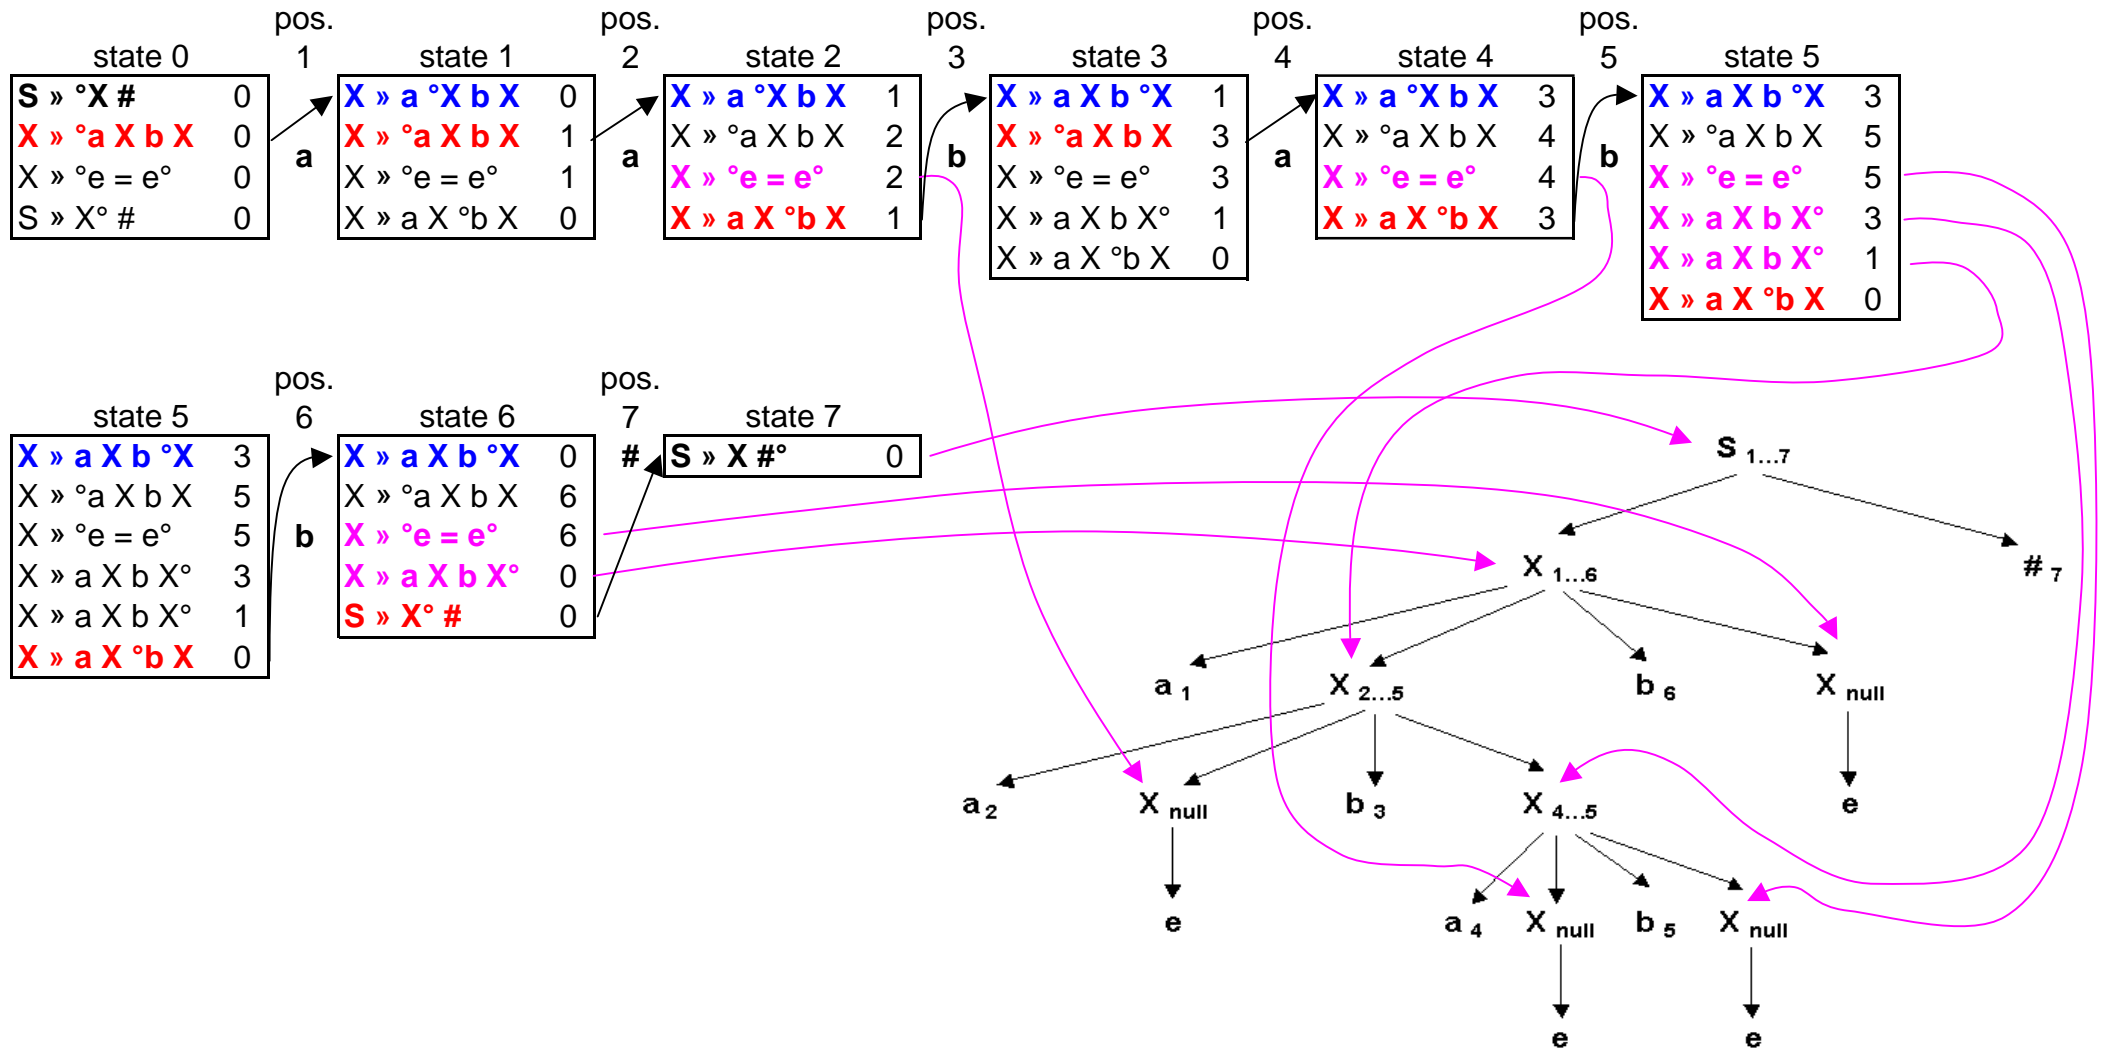 pos. pos. pos. pos. pos.
state 0 1 state 1 2 state 2 3 state 3 4 state 4 5 state 5
S » °X # 0
X » °a X b X 0
X » °e = e° 0
S » X° # 0
a
X » a °X b X 0
X » °a X b X 1
X » °e = e° 1
X » a X °b X 0
a
X » a °X b X 1
X » °a X b X 2
X » °e = e° 2
X » a X °b X 1
b
X » a X b °X 1
X » °a X b X 3
X » °e = e° 3
X » a X b X° 1
X » a X °b X 0
a
X » a °X b X 3
X » °a X b X 4
X » °e = e° 4
X » a X °b X 3
b
X » a X b °X 3
X » °a X b X 5
X » °e = e° 5
X » a X b X° 3
X » a X b X° 1
X » a X °b X 0
pos. pos.
state 5 6 state 6 7 state 7
X » a X b °X 3
X » °a X b X 5
X » °e = e° 5
X » a X b X° 3
X » a X b X° 1
X » a X °b X 0
b
X » a X b °X 0
X » °a X b X 6
X » °e = e° 6
X » a X b X° 0
S » X° # 0
#
S » X #° 0
S 1...7
X 1...6 # 7
a 1 X 2...5 b 6 X null
a 2 X null b 3 X 4...5 e
e a 4 X null b 5 X null
e e